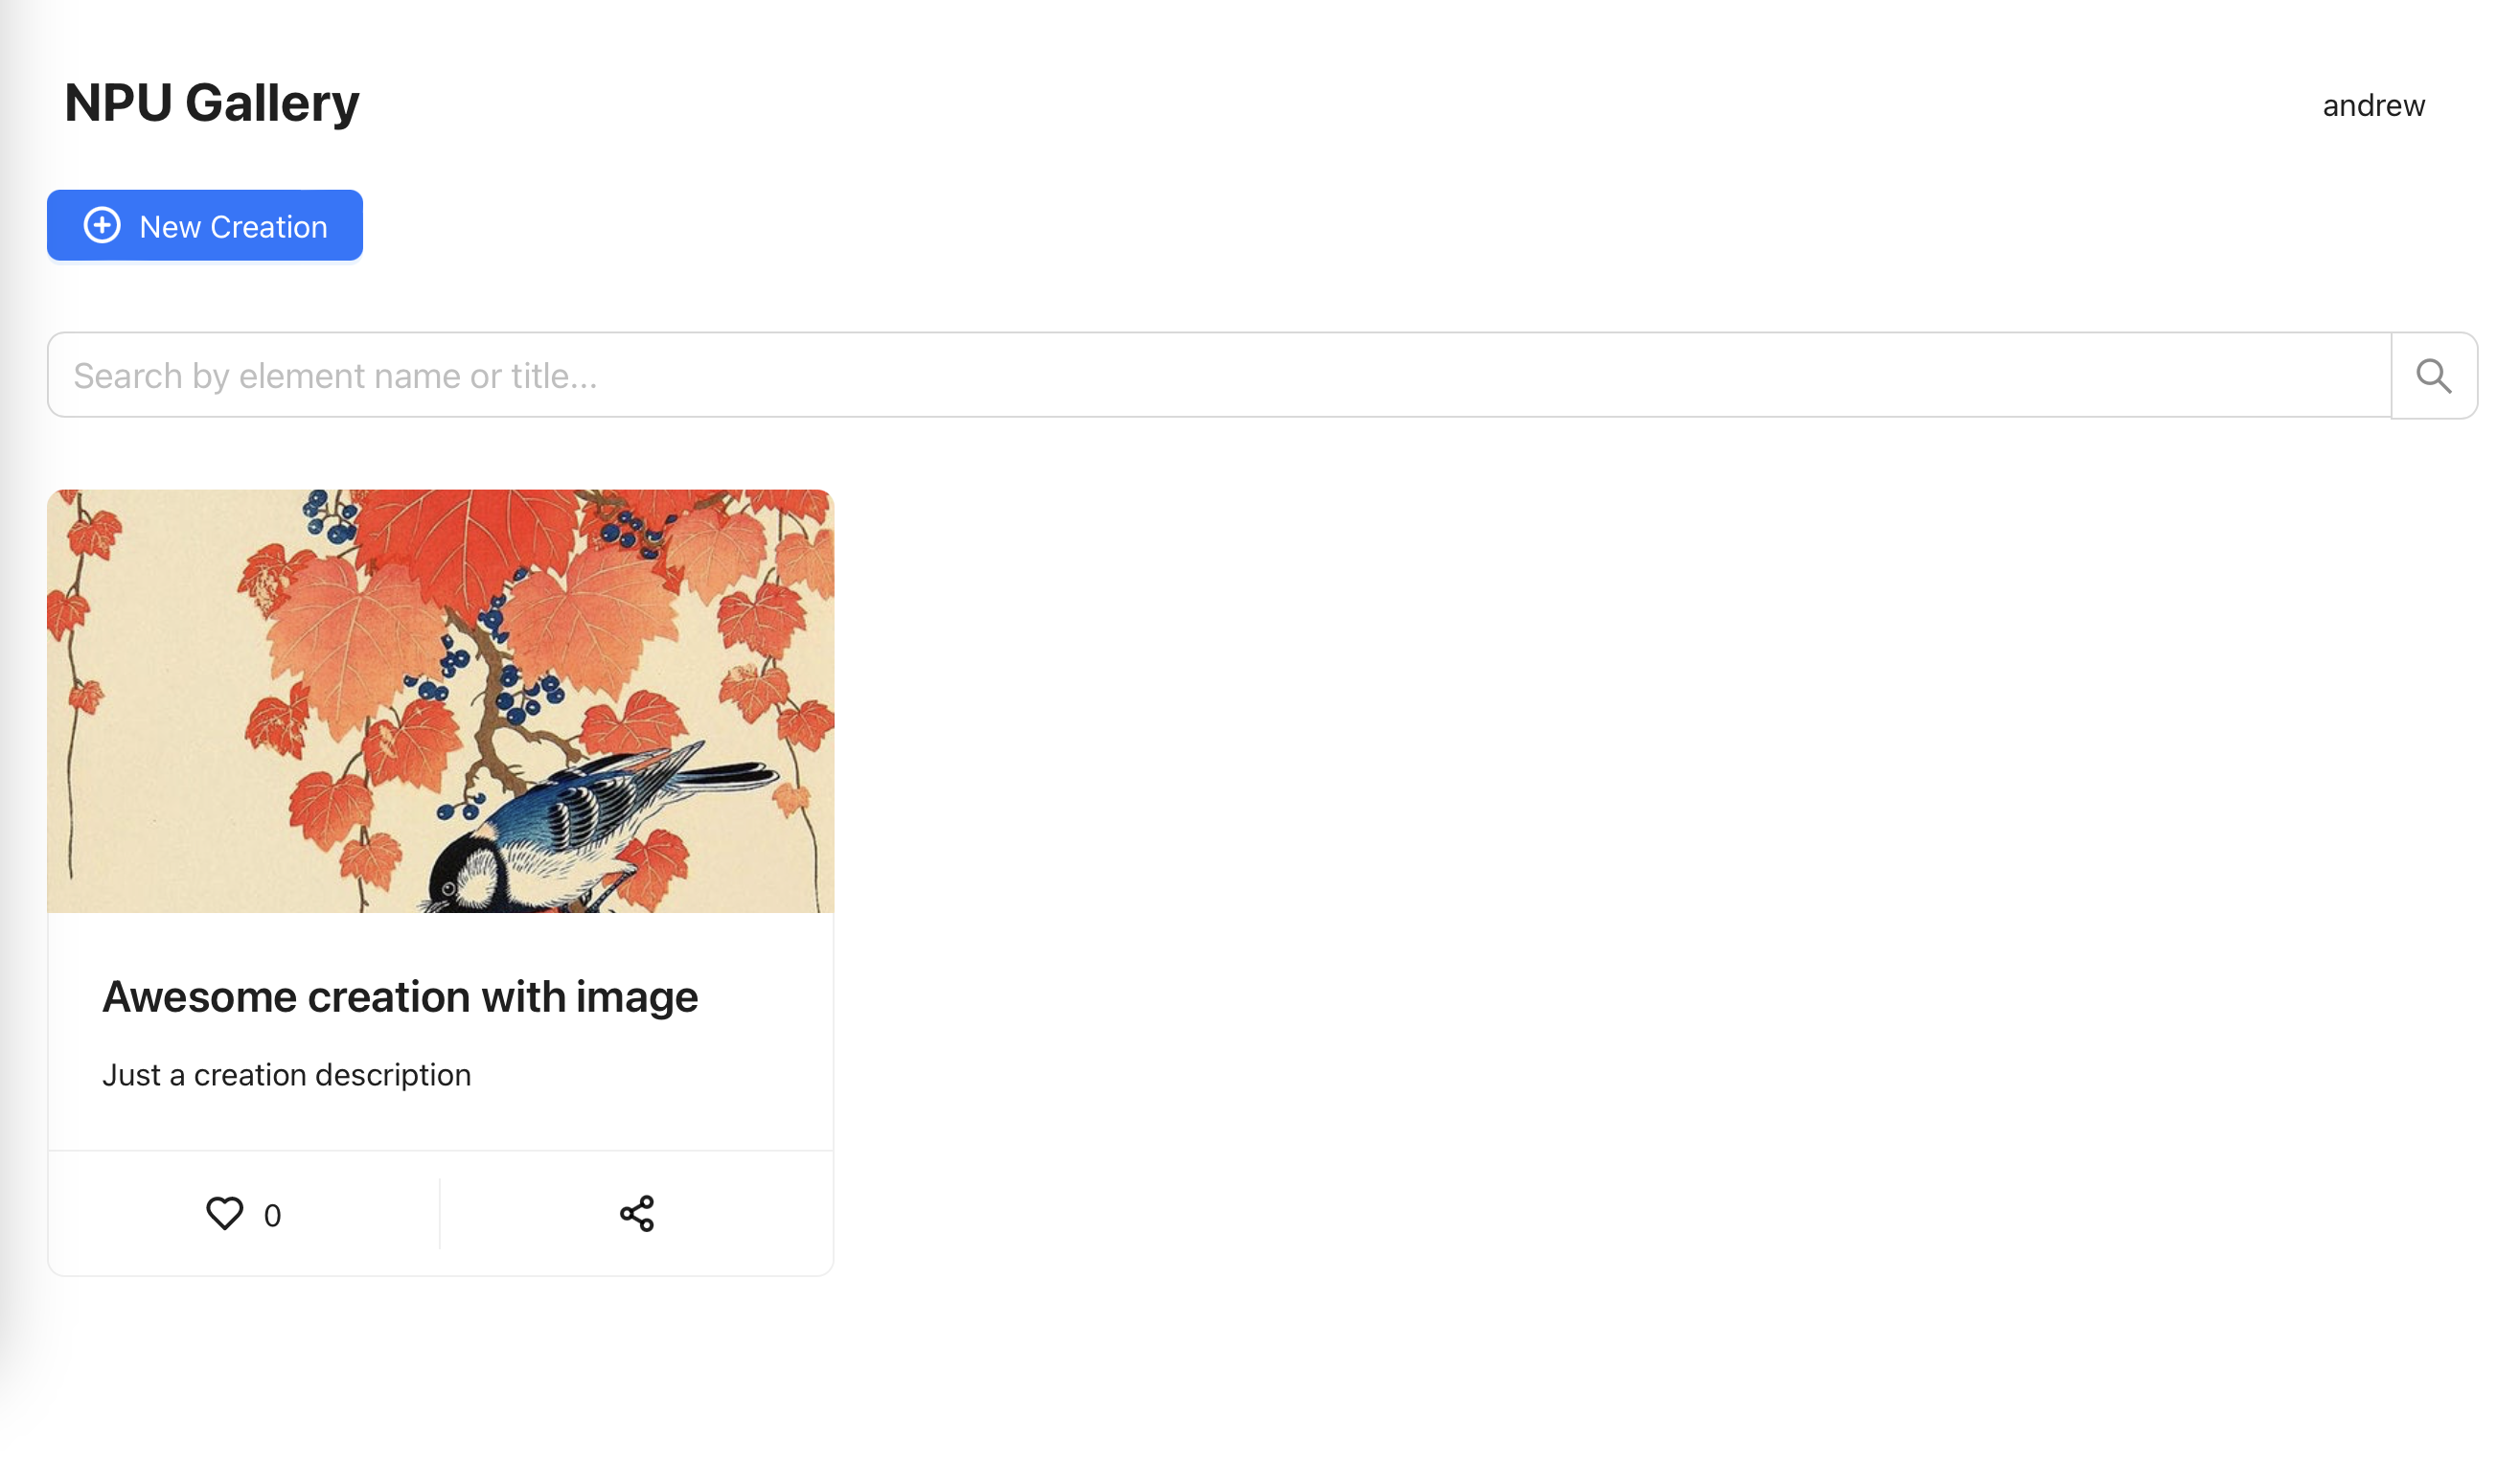 NPU Gallery
andrew
New Creation
Search by element name or title...
Awesome creation with image
Just a creation description
0